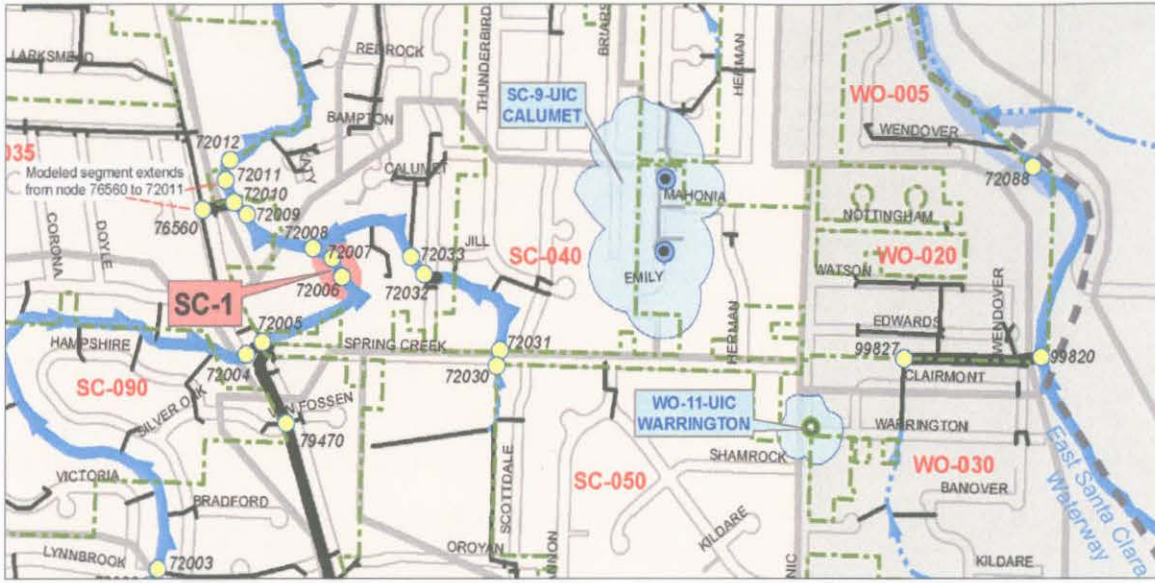 LARKSMEAD
REDROCK
THUNDERBIRD
BRIARS
HERMAN
SC-9-UIC
CALUMET
HERMAN
WO-005
WENDOVER
BAMPTON
72012
CALUMET
035
Modeled segment extends
from node 76560 to 72011
72011
72010
72009
76560
72088
MAHONIA
NOTTINGHAM
CORONA
DOYLE
72008
72007
72033
JILL
SC-040
WO-020
SC-1
72006
72032
EMILY
WATSON
EDWARDS
WENDOVER
HERMAN
72005
72031
HAMPSHIRE
SPRING CREEK
72004
72030
99827
99820
CLAIRMONT
SC-090
SILVER OAK
VAN FOSSEN
79470
WO-11-UIC
WARRINGTON
WARRINGTON
SHAMROCK
SC-050
WO-030
SCOTTDALE
VICTORIA
BRADFORD
BANOVER
East Santa Clara
Waterway
LYNNBROOK
72003
OROYAN
KILDARE
KILDARE